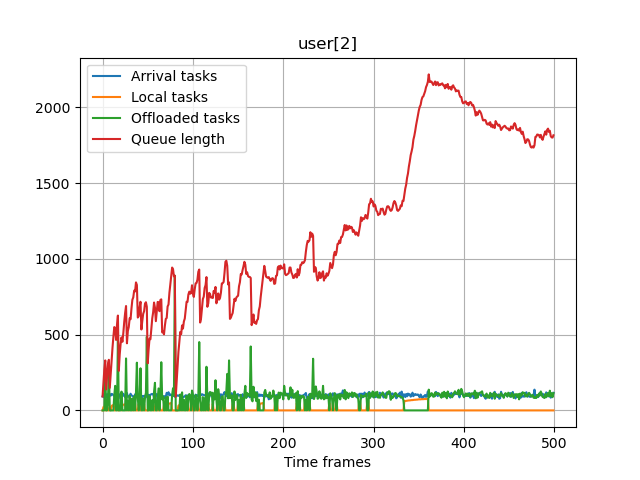 user[2]
Arrival tasks
Local tasks
Offloaded tasks
Queue length
2000
1500
1000
500
0
0 100 200 300 400 500
Time frames